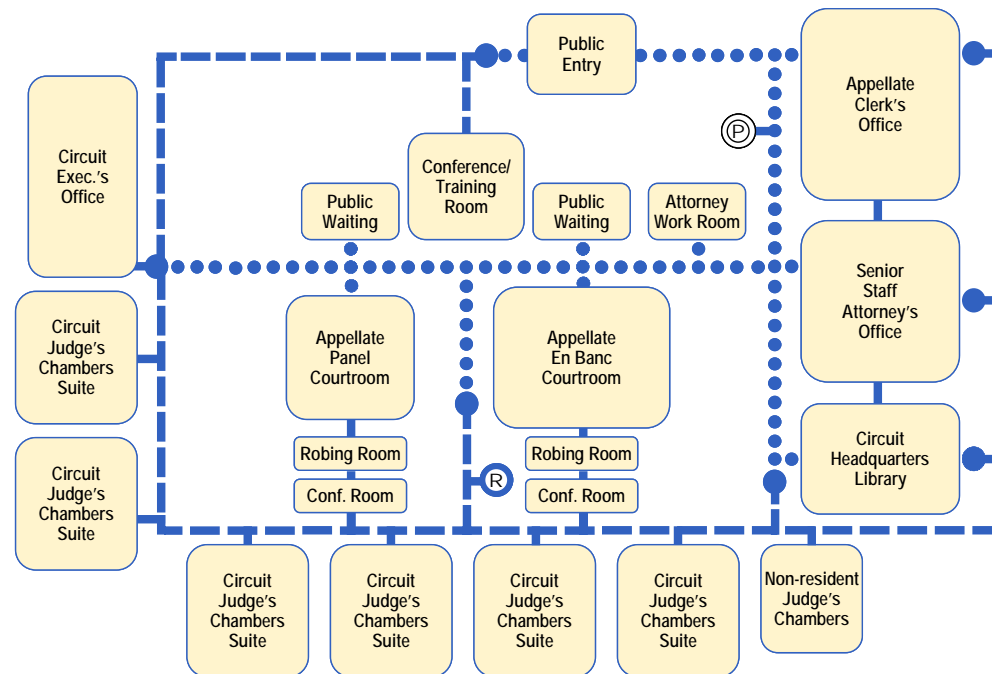 Public
Entry
Appellate
Clerk's
Office
P
Circuit
Exec.'s
Office
Conference/
Training
Room
Public
Waiting
Public
Waiting
Attorney
Work Room
Senior
Staff
Attorney's
Office
Circuit
Judge's
Chambers
Suite
Appellate
Panel
Courtroom
Appellate
En Banc
Courtroom
Circuit
Judge's
Chambers
Suite
Robing Room
Conf. Room
R
Robing Room
Conf. Room
Circuit
Headquarters
Library
Circuit
Judge's
Chambers
Suite
Circuit
Judge's
Chambers
Suite
Circuit
Judge's
Chambers
Suite
Circuit
Judge's
Chambers
Suite
Non-resident
Judge's
Chambers